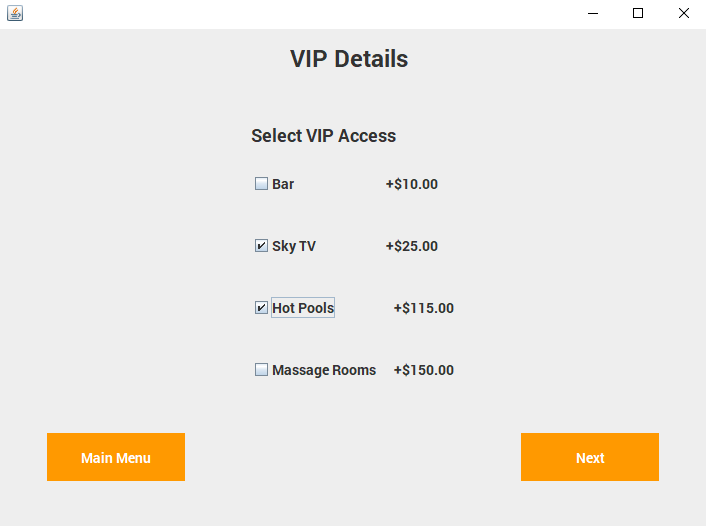 VIP Details
Select VIP Access
Bar +$10.00
Sky TV +$25.00
Hot Pools +$115.00
Massage Rooms +$150.00
Main Menu Next